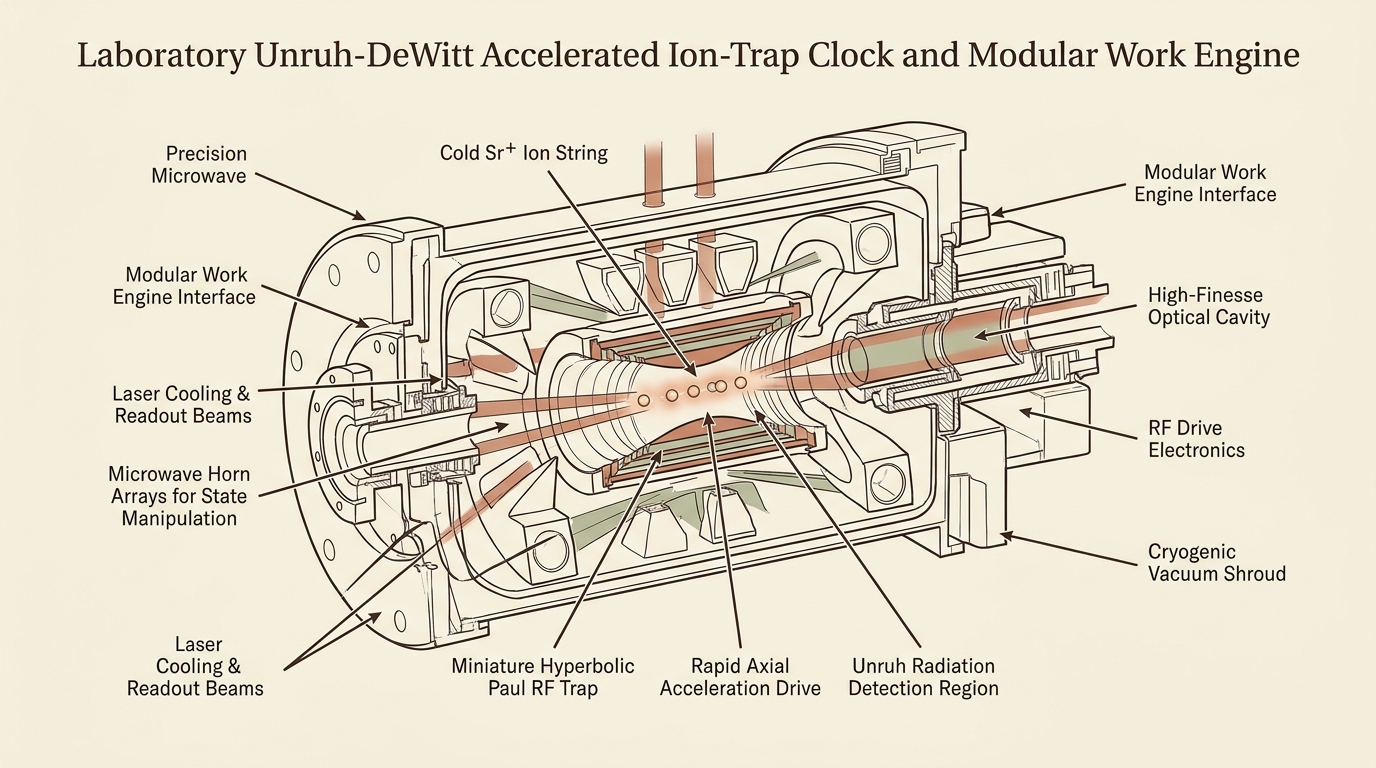 Laboratory Unruh-DeWitt Accelerated Ion-Trap Clock and Modular Work Engine
Precision
Microwave
Cold Sr⁺ Ion String
Modular Work
Engine Interface
Modular Work
Engine Interface
High-Finesse
Optical Cavity
Laser Cooling &
Readout Beams
RF Drive
Electronics
Microwave Horn
Arrays for State
Manipulation
Cryogenic
Vacuum Shroud
Laser
Cooling &
Readout Beams
Miniature Hyperbolic
Paul RF Trap
Rapid Axial
Acceleration Drive
Unruh Radiation
Detection Region